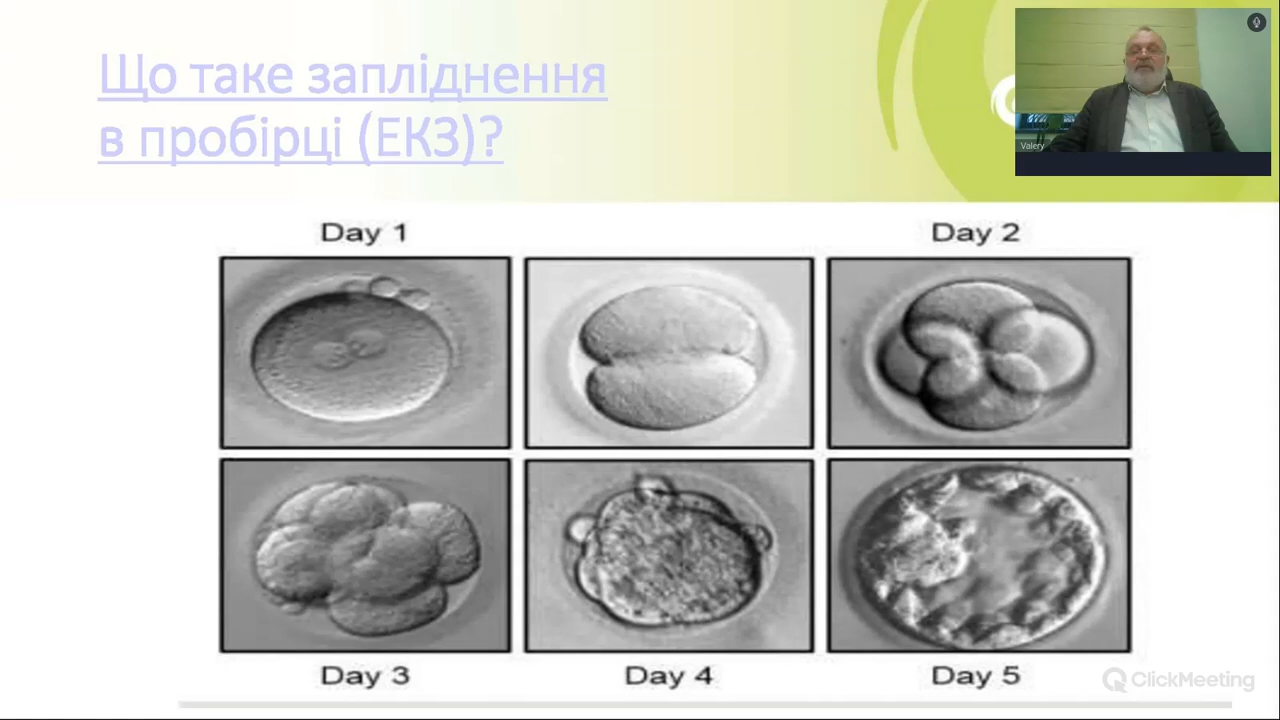 Що таке запліднення
в пробірці (ЕКЗ)?
Valery
Day 1
Day 2
Day 3
Day 4
Day 5
ClickMeeting